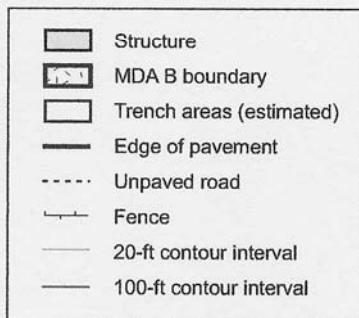 Structure
MDA B boundary
Trench areas (estimated)
Edge of pavement
Unpaved road
Fence
20-ft contour interval
100-ft contour interval